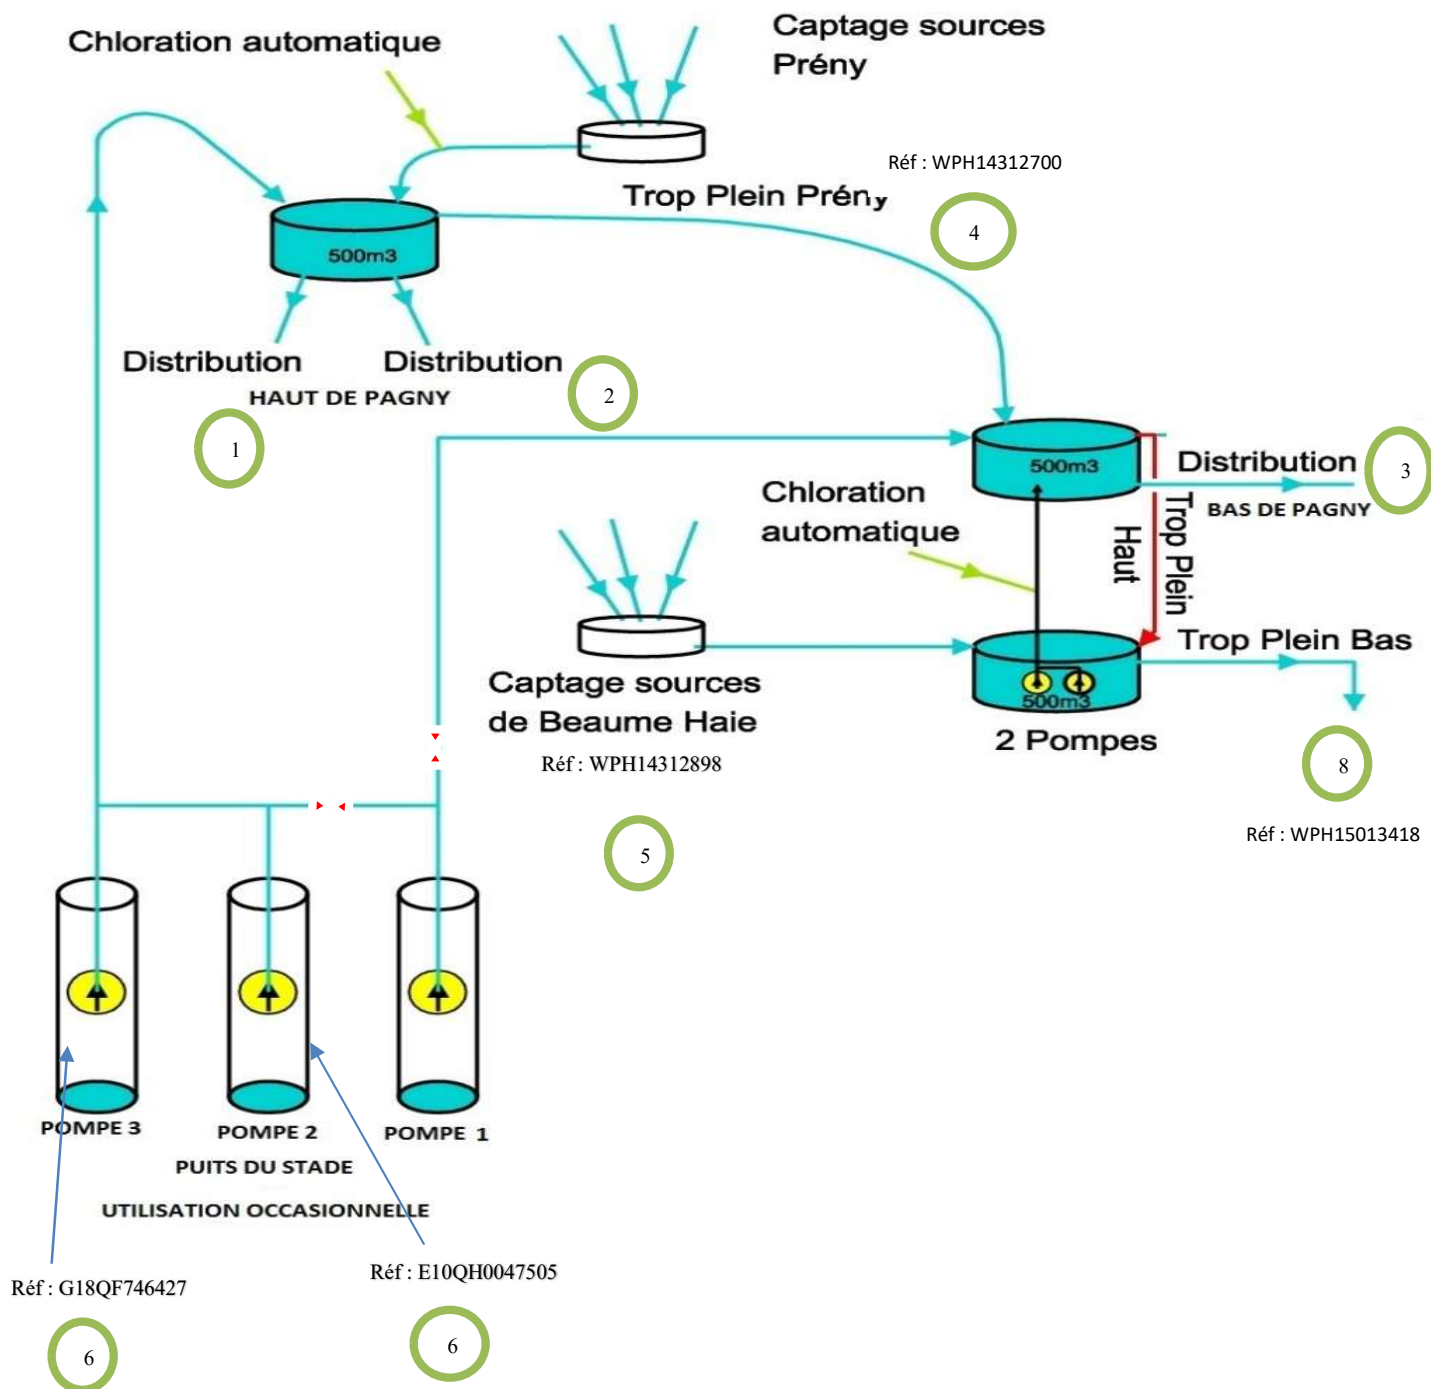 Chloration automatique
Captage sources
Prény
Réf : WPH14312700
Trop Plein Prény
4
500m3
Distribution
Distribution
HAUT DE PAGNY
1
2
500m3
Distribution
3
BAS DE PAGNY
Chloration
automatique
Trop Plein
Haut
Trop Plein Bas
Captage sources
de Beaume Haie
Réf : WPH14312898
5
500m3
2 Pompes
8
Réf : WPH15013418
POMPE 3
POMPE 2
POMPE 1
PUITS DU STADE
UTILISATION OCCASIONNELLE
Réf : G18QF746427
Réf : E10QH0047505
6
6